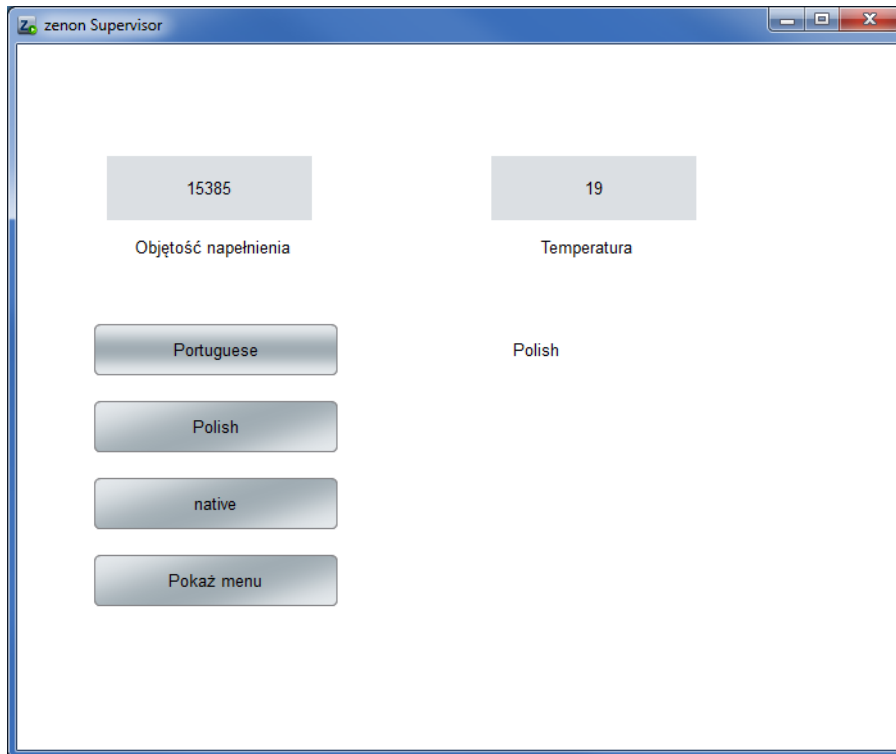 zenon Supervisor
15385
19
Objętość napełnienia
Temperatura
Portuguese
Polish
Polish
native
Pokaż menu